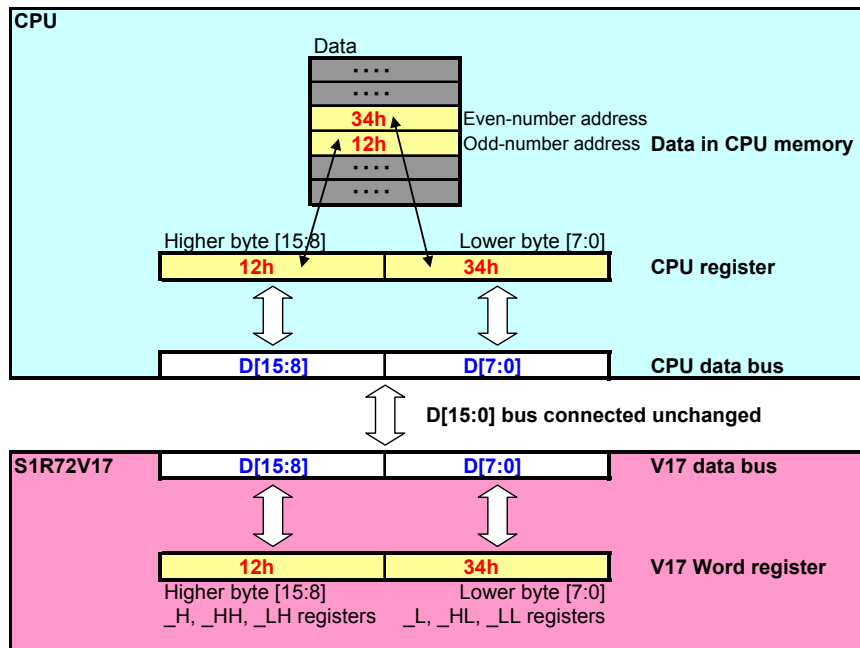 CPU
Data
····
····
34h Even-number address
12h Odd-number address Data in CPU memory
····
····
Higher byte [15:8] Lower byte [7:0]
12h 34h CPU register
D[15:8] D[7:0] CPU data bus
D[15:0] bus connected unchanged
S1R72V17 D[15:8] D[7:0] V17 data bus
12h 34h V17 Word register
Higher byte [15:8] Lower byte [7:0]
_H, _HH, _LH registers _L, _HL, _LL registers